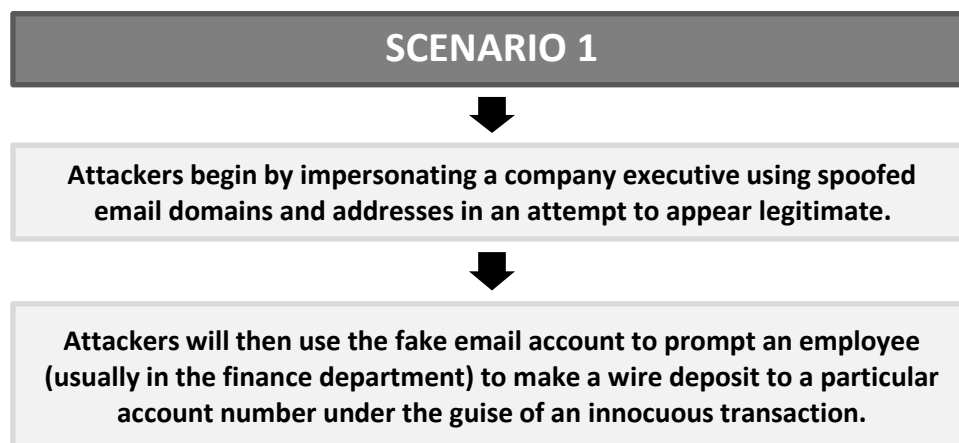 SCENARIO 1
Attackers begin by impersonating a company executive using spoofed
email domains and addresses in an attempt to appear legitimate.
Attackers will then use the fake email account to prompt an employee
(usually in the finance department) to make a wire deposit to a particular
account number under the guise of an innocuous transaction.